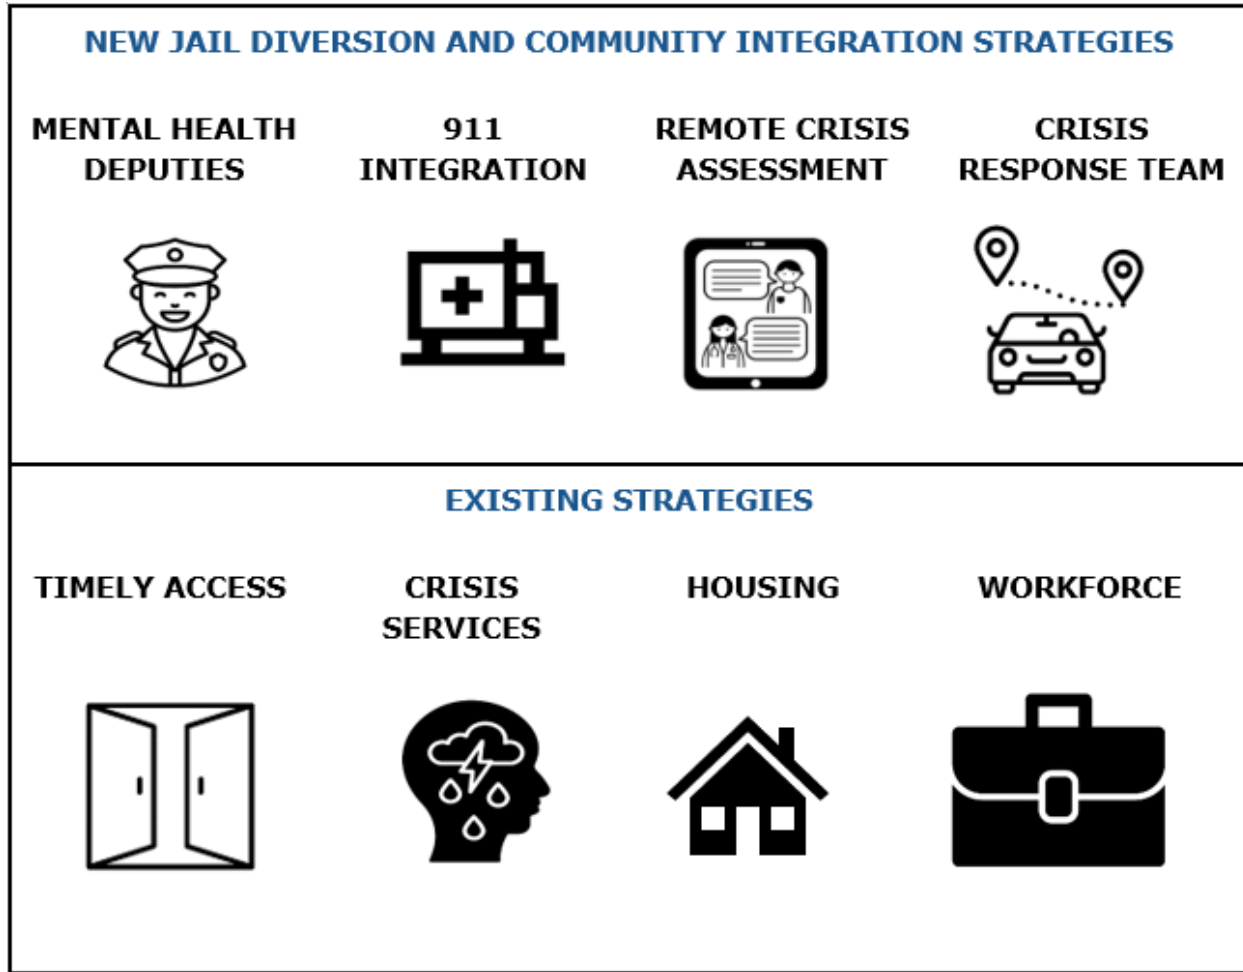 NEW JAIL DIVERSION AND COMMUNITY INTEGRATION STRATEGIES
MENTAL HEALTH
DEPUTIES
911
INTEGRATION
REMOTE CRISIS
ASSESSMENT
CRISIS
RESPONSE TEAM
EXISTING STRATEGIES
TIMELY ACCESS
CRISIS
SERVICES
HOUSING
WORKFORCE